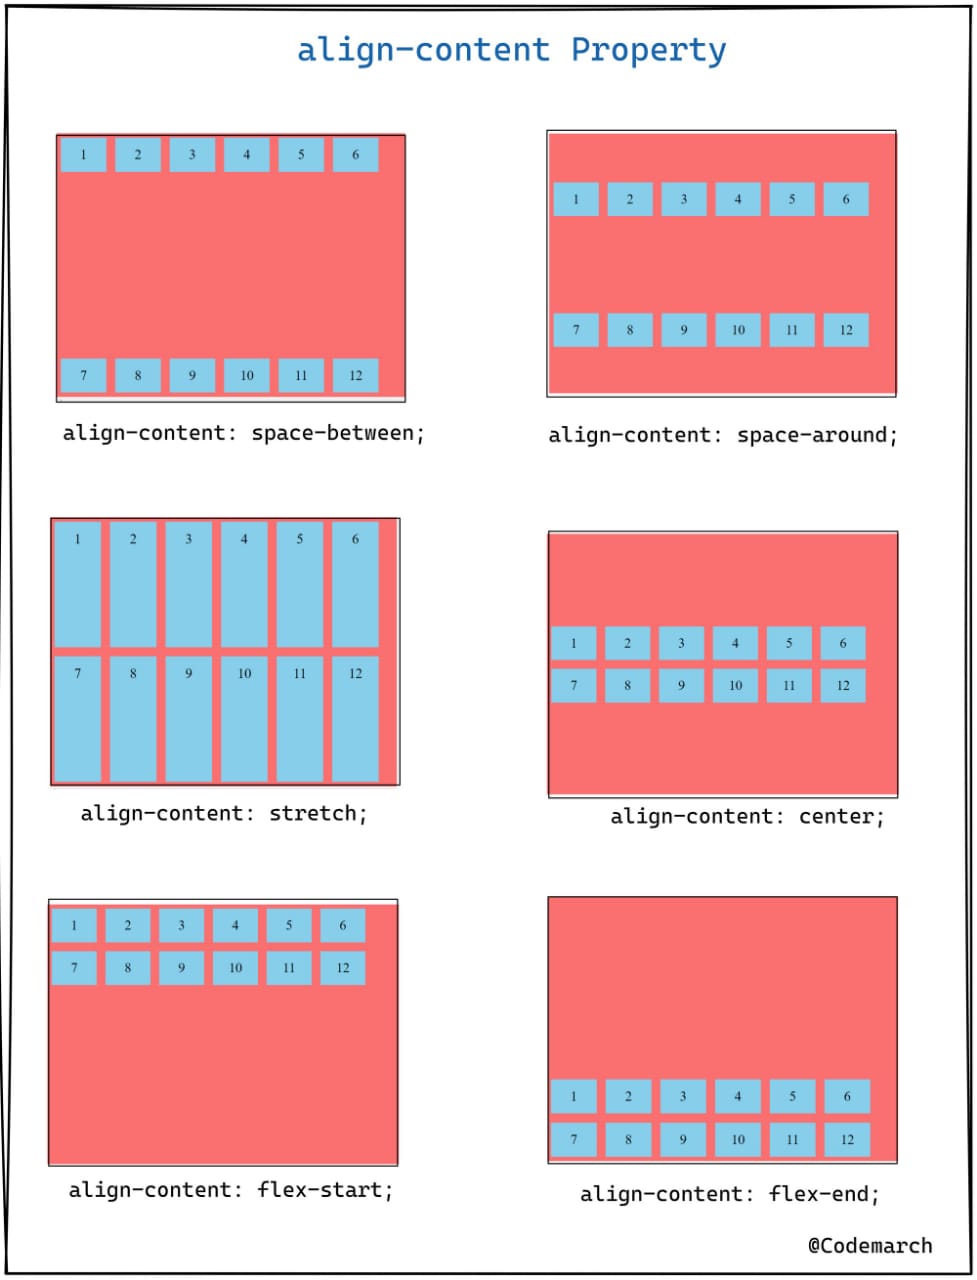 align-content Property
1 2 3 4 5 6
7 8 9 10 11 12
align-content: space-between;
1 2 3 4 5 6
7 8 9 10 11 12
align-content: space-around;
1 2 3 4 5 6
7 8 9 10 11 12
align-content: stretch;
1 2 3 4 5 6
7 8 9 10 11 12
align-content: center;
1 2 3 4 5 6
7 8 9 10 11 12
align-content: flex-start;
1 2 3 4 5 6
7 8 9 10 11 12
align-content: flex-end;
@Codemarch